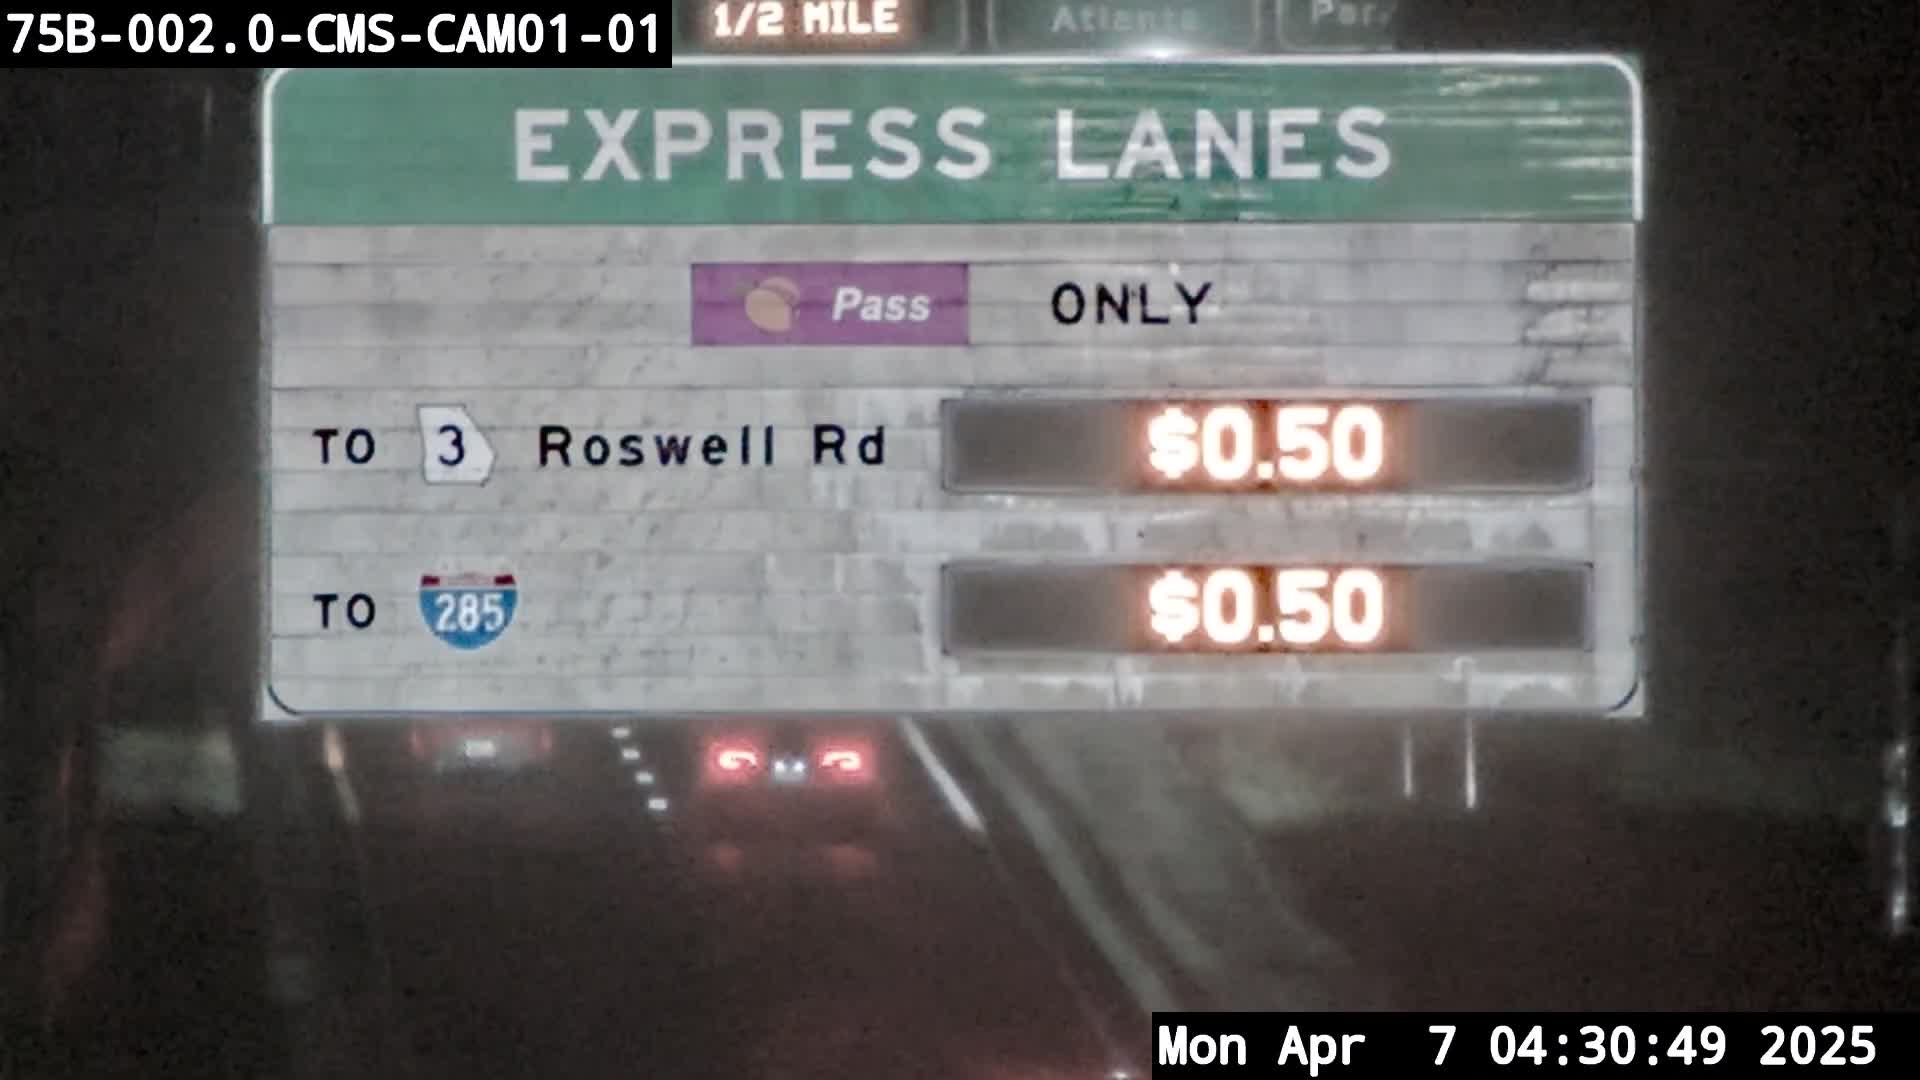 75B-002.0-CMS-CAM01-01
1/2 MILE
Atlanta
EXPRESS LANES
Pass ONLY
TO 3 Roswell Rd $0.50
TO 285 $0.50
Mon Apr 7 04:30:49 2025